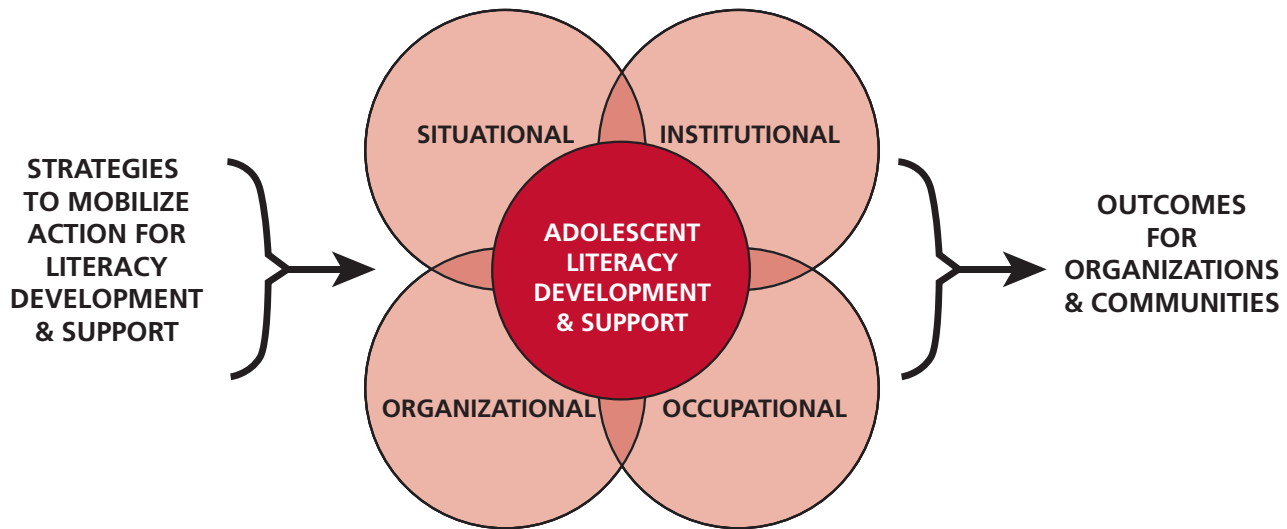 STRATEGIES
TO MOBILIZE
ACTION FOR
LITERACY
DEVELOPMENT
& SUPPORT
SITUATIONAL
INSTITUTIONAL
ADOLESCENT
LITERACY
DEVELOPMENT
& SUPPORT
ORGANIZATIONAL
OCCUPATIONAL
OUTCOMES
FOR
ORGANIZATIONS
& COMMUNITIES